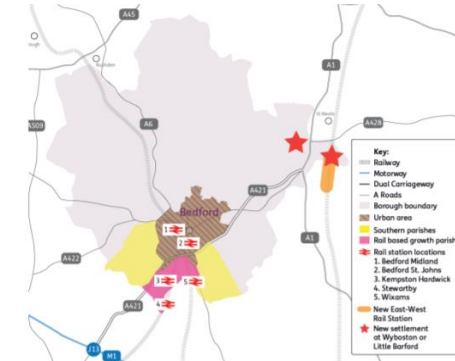 A45
A1
A6
A509
St Neots
A428
A421
Bedford
1
2
A422
3
5
4
A421
A1
J13
M1
Key:
Railway
Motorway
Dual Carriageway
A Roads
Borough boundary
Urban area
Southern parishes
Rail based growth parish
Rail station locations
1. Bedford Midland
2. Bedford St. Johns
3. Kempston Hardwick
4. Stewartby
5. Wixams
New East-West
Rail Station
New settlement
at Wyboston or
Little Barford